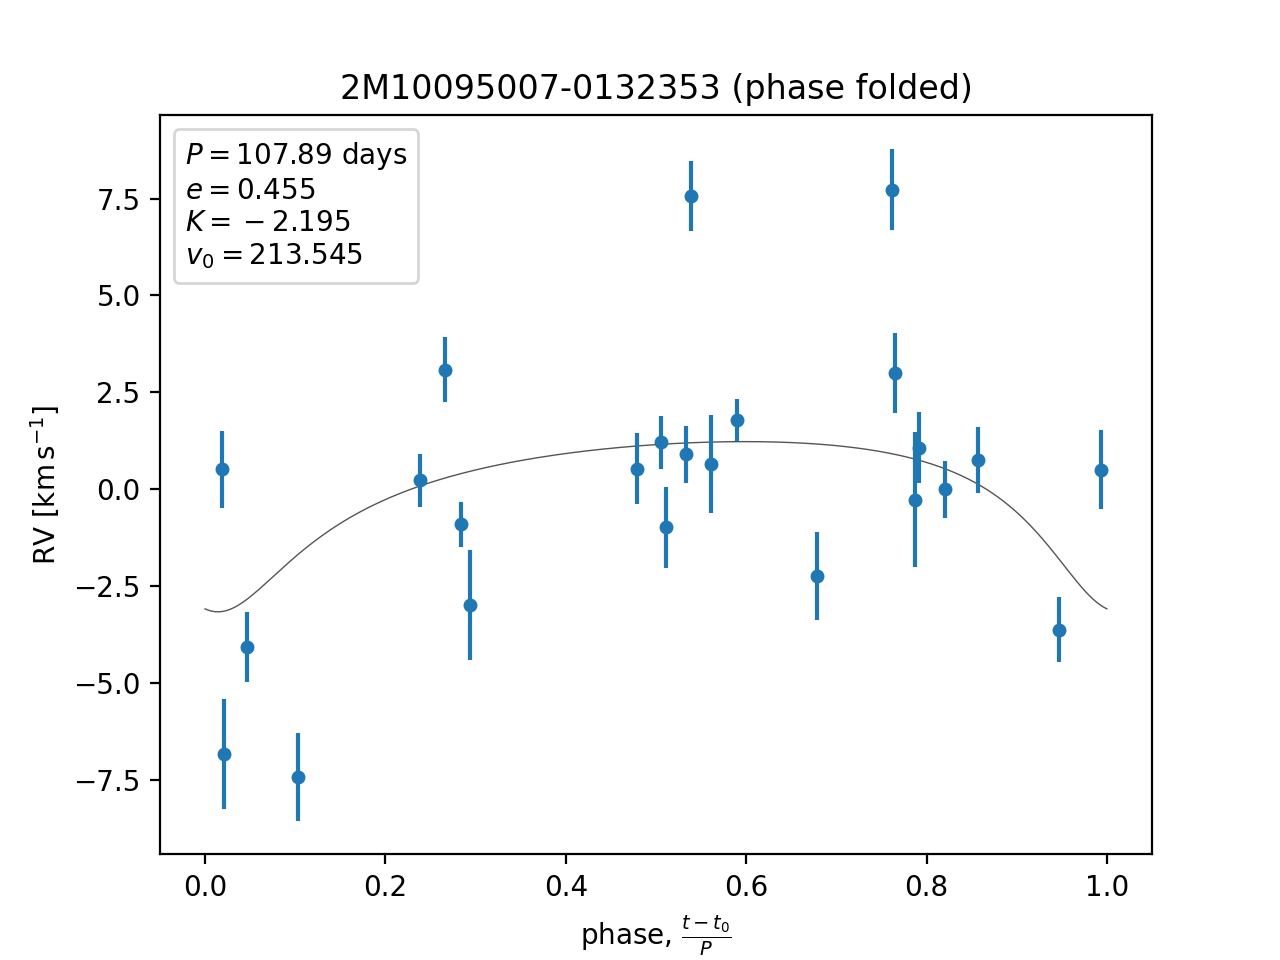 2M10095007-0132353 (phase folded)
P = 107.89 days
e = 0.455
K = −2.195
v₀ = 213.545
7.5
5.0
2.5
0.0
−2.5
−5.0
−7.5
RV [km s⁻¹]
0.0 0.2 0.4 0.6 0.8 1.0
phase, (t − t₀)/P